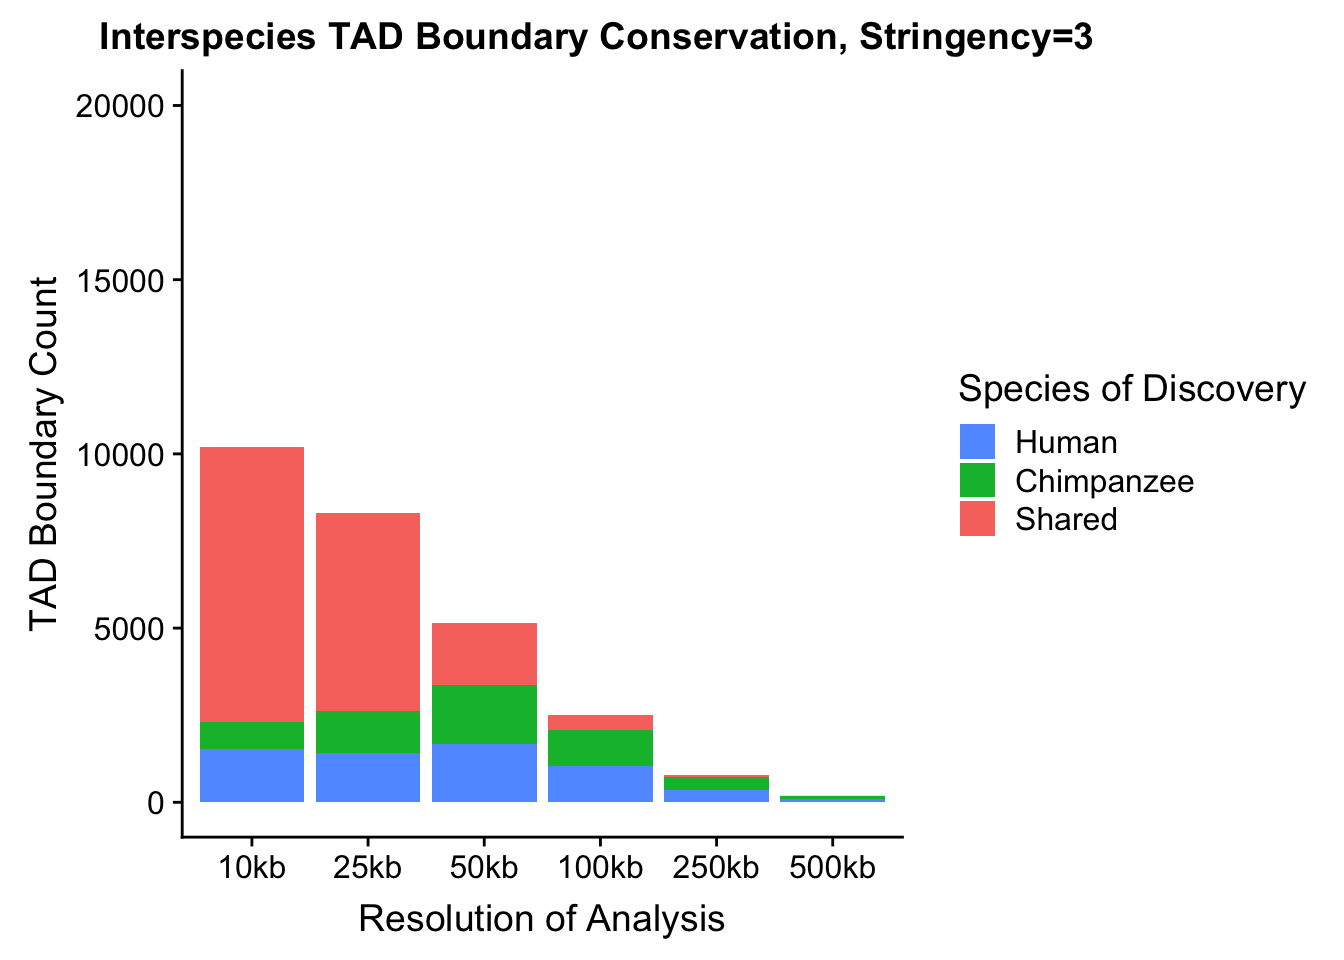 Interspecies TAD Boundary Conservation, Stringency=3
TAD Boundary Count
20000
15000
10000
5000
0
10kb 25kb 50kb 100kb 250kb 500kb
Resolution of Analysis
Species of Discovery
Human
Chimpanzee
Shared